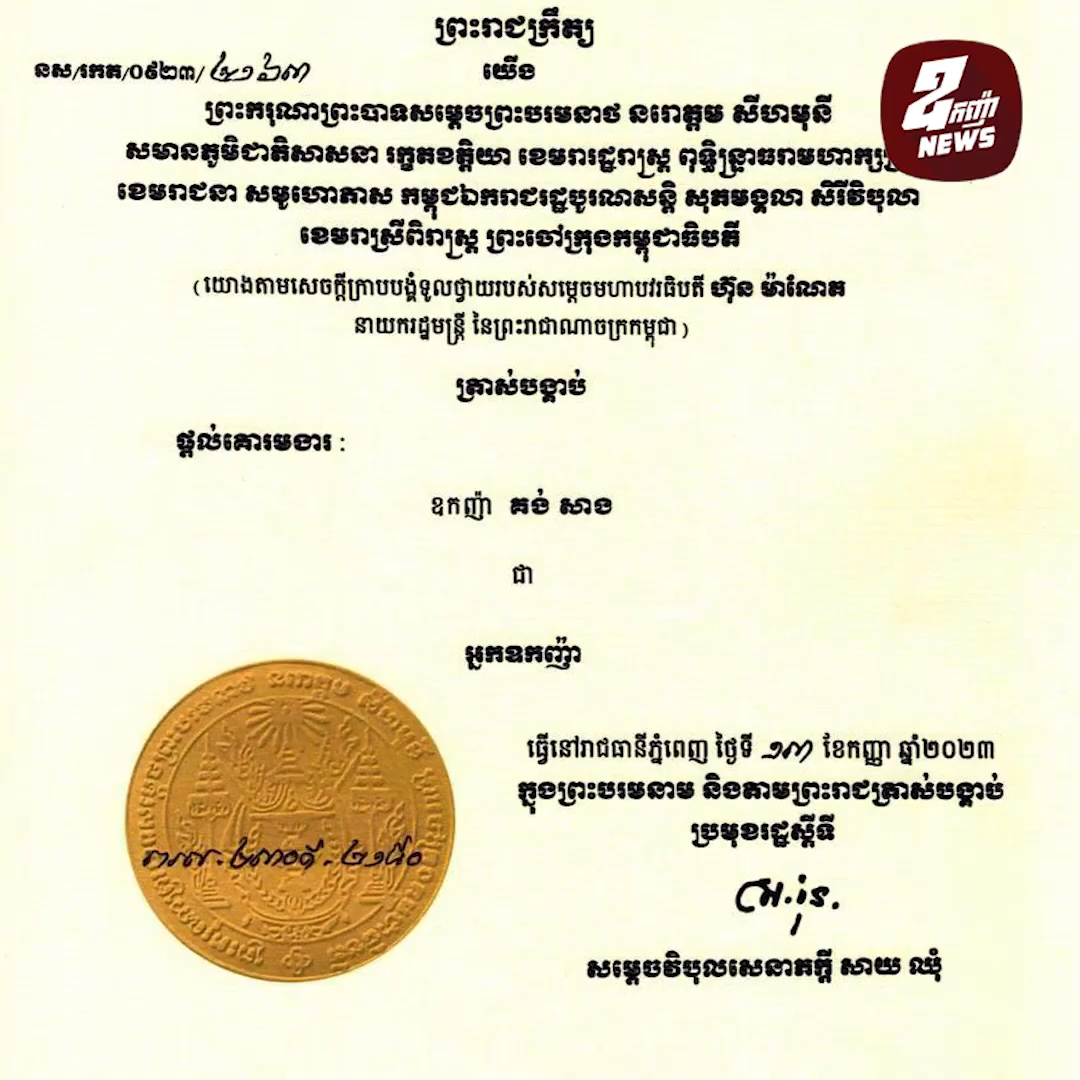 ព្រះរាជក្រឹត្យ
នស/រកត/០៩២៣/ ២១៦៣
យើង
ឧកញ៉ា
NEWS
ព្រះករុណាព្រះបាទសម្តេចព្រះបរមនាថ នរោត្តម សីហមុនី
សមានភូមិជាតិសាសនា រក្ខតខត្តិយា ខេមរារដ្ឋរាស្ត្រ ពុទ្ធិន្ទ្រាធរាមហាក្សត្រ
ខេមរាជនា សមូហោភាស កម្ពុជឯករាជរដ្ឋបូរណសន្តិ សុភមង្គលា សិរីវិបុលា
ខេមរាស្រីពិរាស្ត្រ ព្រះចៅក្រុងកម្ពុជាធិបតី
( យោងតាមសេចក្តីក្រាបបង្គំទូលថ្វាយរបស់សម្តេចមហាបវរធិបតី ហ៊ុន ម៉ាណែត
នាយករដ្ឋមន្ត្រី នៃព្រះរាជាណាចក្រកម្ពុជា )
ត្រាស់បង្គាប់
ផ្តល់គោរមងារ :
ឧកញ៉ា គង់ សាង
ជា
អ្នកឧកញ៉ា
ធ្វើនៅរាជធានីភ្នំពេញ ថ្ងៃទី ១៣ ខែកញ្ញា ឆ្នាំ២០២៣
ក្នុងព្រះបរមនាម និងតាមព្រះរាជត្រាស់បង្គាប់
ប្រមុខរដ្ឋស្តីទី
សម្តេចវិបុលសេនាភក្តី សាយ ឈុំ